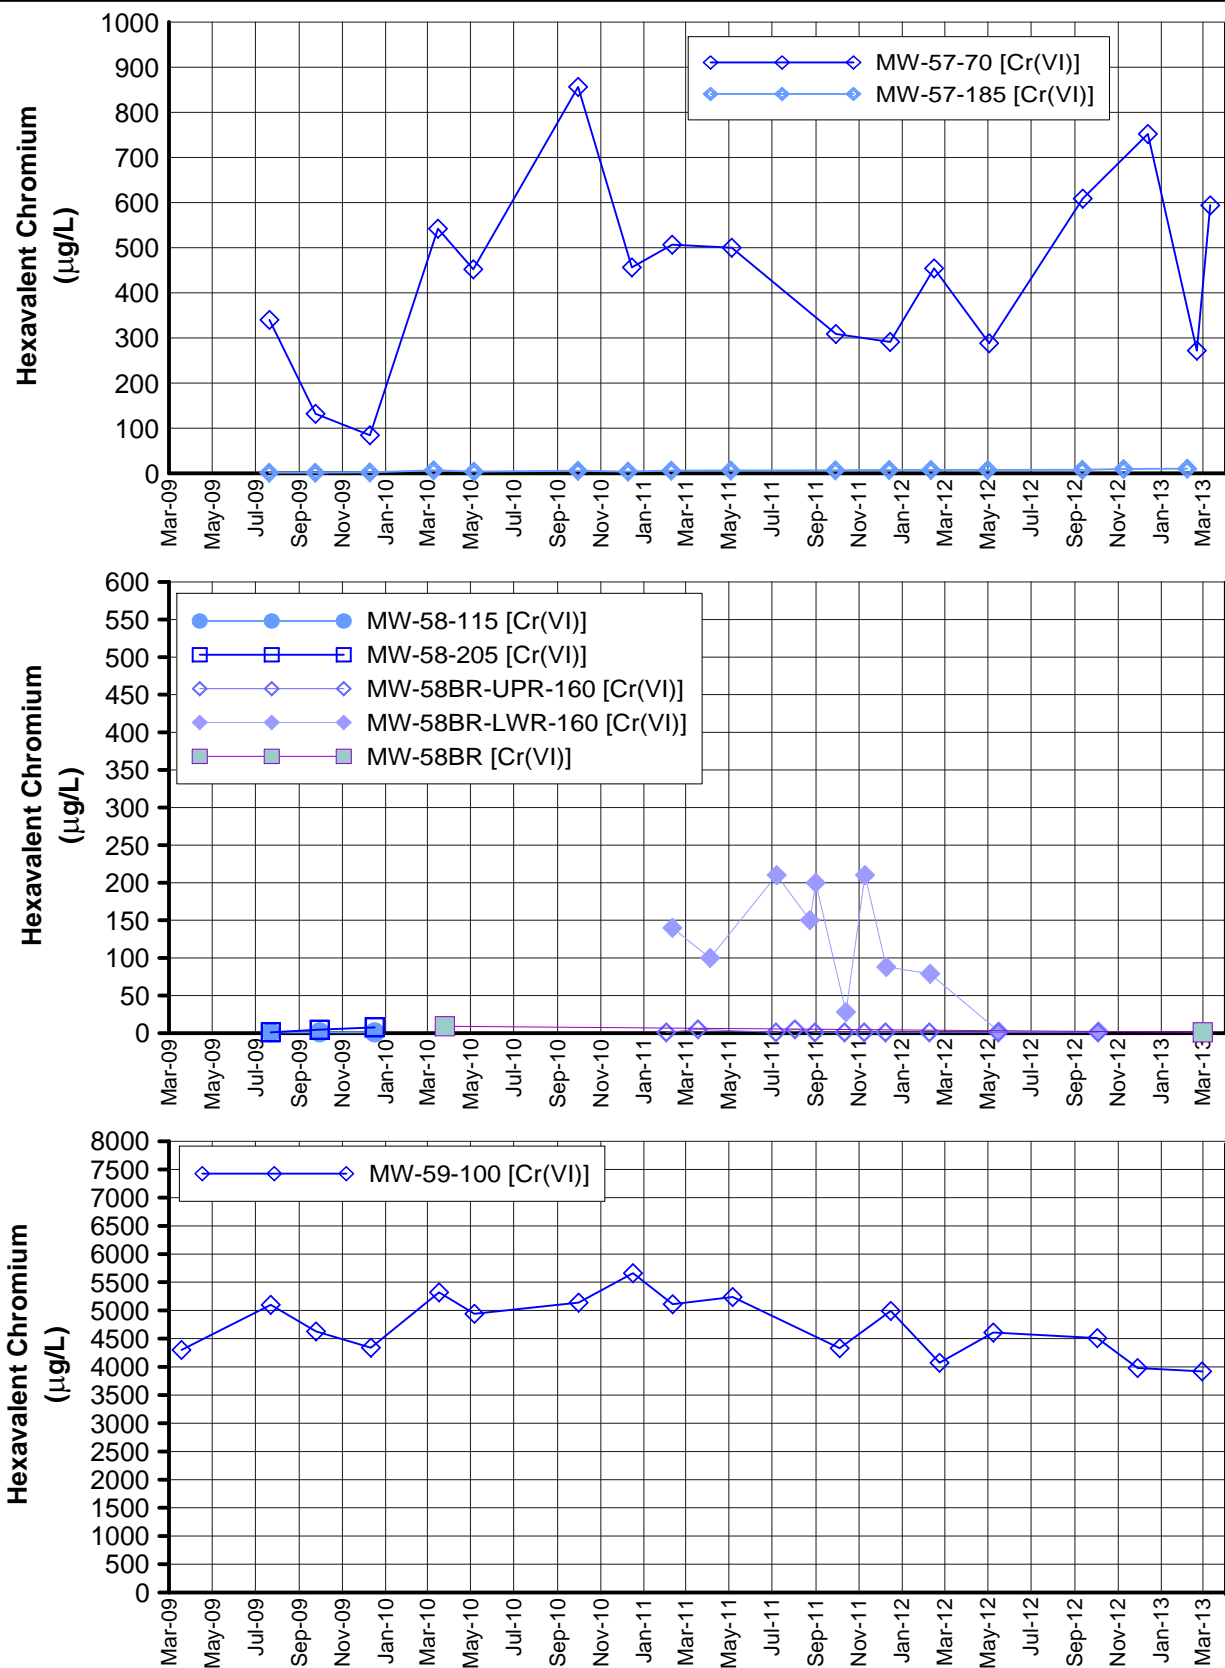 1000
900
800
700
600
500
400
300
200
100
0
Hexavalent Chromium
(µg/L)
MW-57-70 [Cr(VI)]
MW-57-185 [Cr(VI)]
Mar-09
May-09
Jul-09
Sep-09
Nov-09
Jan-10
Mar-10
May-10
Jul-10
Sep-10
Nov-10
Jan-11
Mar-11
May-11
Jul-11
Sep-11
Nov-11
Jan-12
Mar-12
May-12
Jul-12
Sep-12
Nov-12
Jan-13
Mar-13
600
550
500
450
400
350
300
250
200
150
100
50
0
Hexavalent Chromium
(µg/L)
MW-58-115 [Cr(VI)]
MW-58-205 [Cr(VI)]
MW-58BR-UPR-160 [Cr(VI)]
MW-58BR-LWR-160 [Cr(VI)]
MW-58BR [Cr(VI)]
Mar-09
May-09
Jul-09
Sep-09
Nov-09
Jan-10
Mar-10
May-10
Jul-10
Sep-10
Nov-10
Jan-11
Mar-11
May-11
Jul-11
Sep-11
Nov-11
Jan-12
Mar-12
May-12
Jul-12
Sep-12
Nov-12
Jan-13
Mar-13
8000
7500
7000
6500
6000
5500
5000
4500
4000
3500
3000
2500
2000
1500
1000
500
0
Hexavalent Chromium
(µg/L)
MW-59-100 [Cr(VI)]
Mar-09
May-09
Jul-09
Sep-09
Nov-09
Jan-10
Mar-10
May-10
Jul-10
Sep-10
Nov-10
Jan-11
Mar-11
May-11
Jul-11
Sep-11
Nov-11
Jan-12
Mar-12
May-12
Jul-12
Sep-12
Nov-12
Jan-13
Mar-13